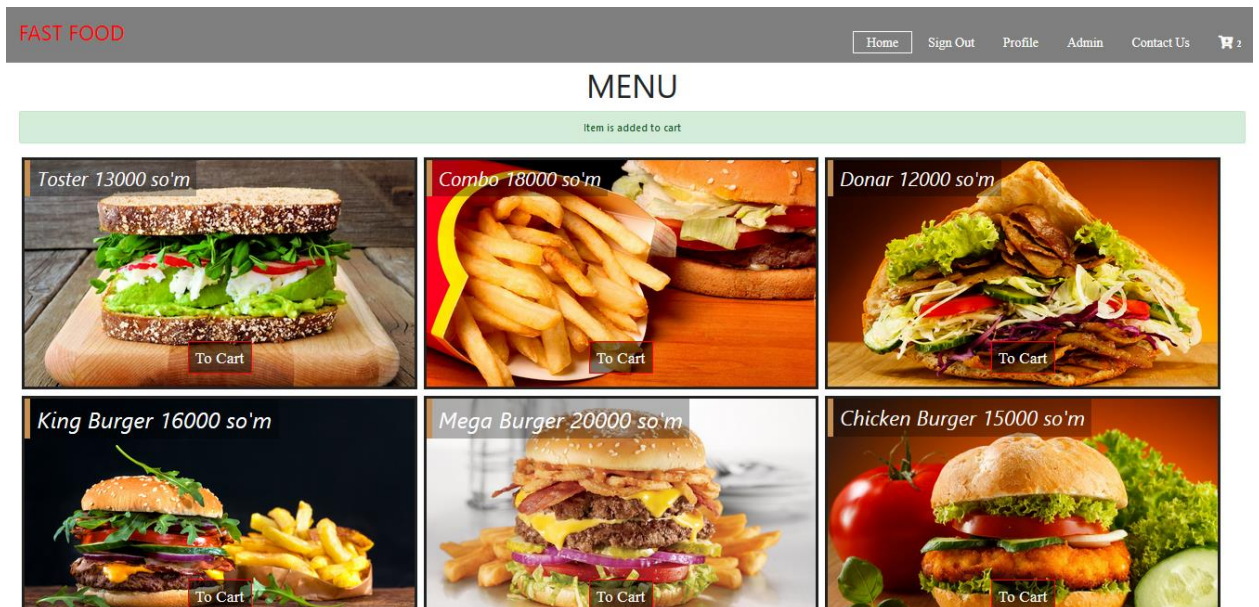 FAST FOOD
Home Sign Out Profile Admin Contact Us 2
MENU
Item is added to cart
Toster 13000 so'm
Combo 18000 so'm
Donar 12000 so'm
To Cart
To Cart
To Cart
King Burger 16000 so'm
Mega Burger 20000 so'm
Chicken Burger 15000 so'm
To Cart
To Cart
To Cart